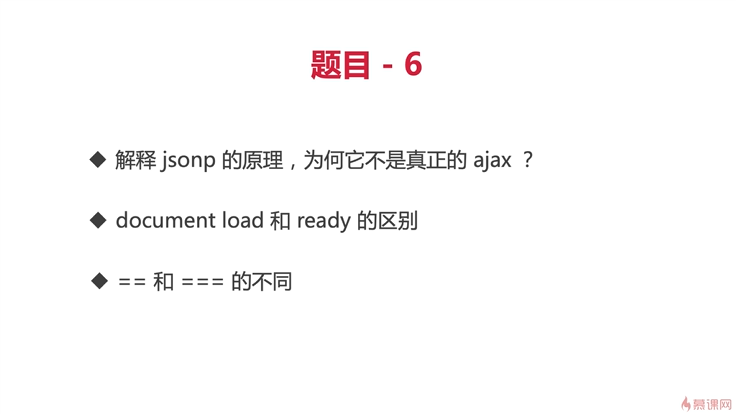 题目 - 6
◆ 解释 jsonp 的原理，为何它不是真正的 ajax ？
◆ document load 和 ready 的区别
◆ == 和 === 的不同
慕课网